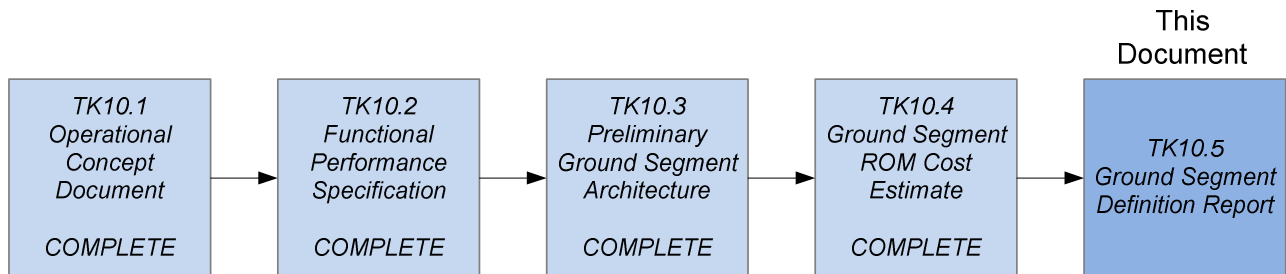 This
Document
TK10.1
Operational
Concept
Document
COMPLETE
TK10.2
Functional
Performance
Specification
COMPLETE
TK10.3
Preliminary
Ground Segment
Architecture
COMPLETE
TK10.4
Ground Segment
ROM Cost
Estimate
COMPLETE
TK10.5
Ground Segment
Definition Report